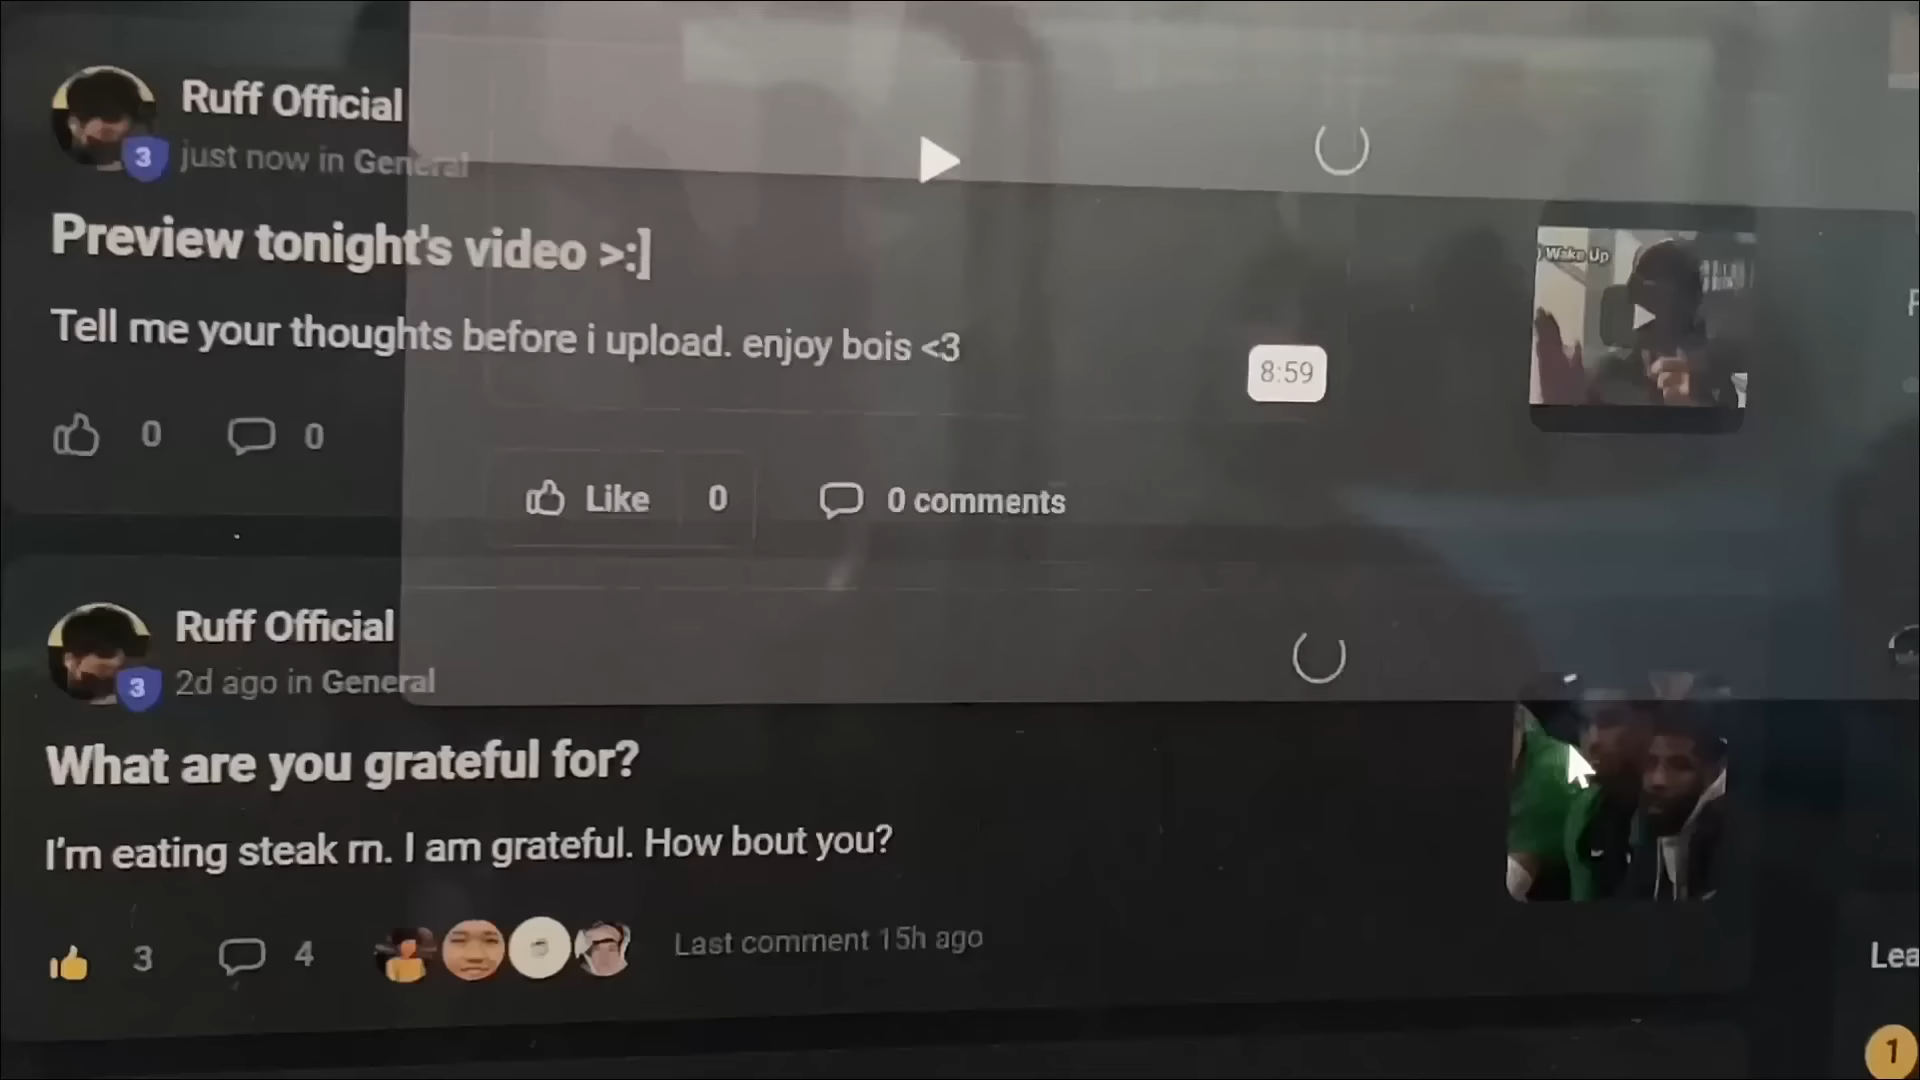 Ruff Official
3
just now in General
Preview tonight's video >:]
Tell me your thoughts before i upload. enjoy bois <3
Wake Up
8:59
0
0
Like
0
0 comments
Ruff Official
3
2d ago in General
What are you grateful for?
I'm eating steak rn. I am grateful. How bout you?
3
4
Last comment 15h ago
Lea
1